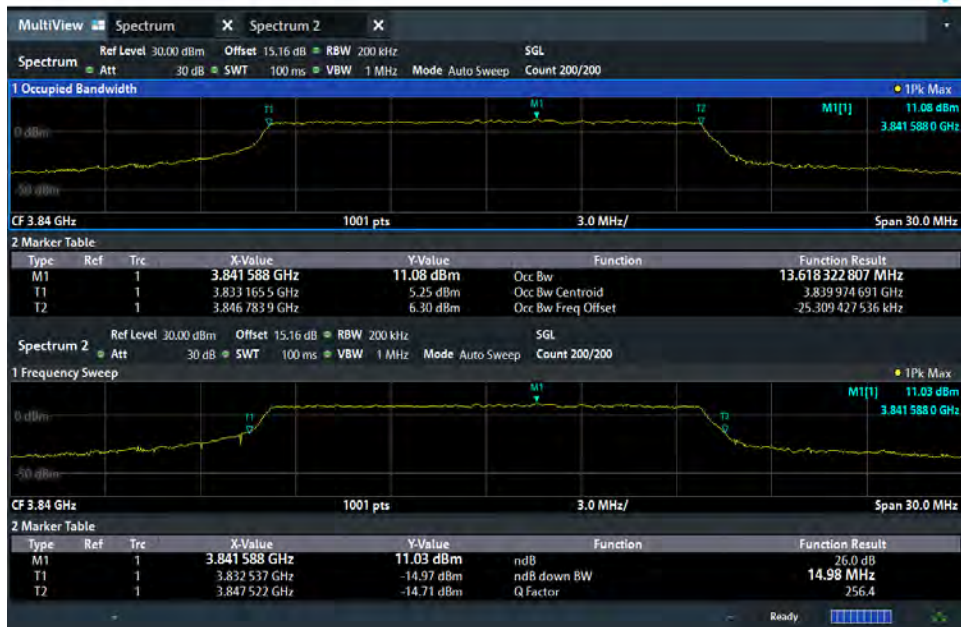 MultiView Spectrum X Spectrum 2 X
Spectrum Ref Level 30.00 dBm Offset 15.16 dB RBW 200 kHz SGL
Att 30 dB SWT 100 ms VBW 1 MHz Mode Auto Sweep Count 200/200
1 Occupied Bandwidth 1Pk Max
T1 M1 T2 M1[1] 11.08 dBm
3.841 588 0 GHz
0 dBm
-50 dBm
CF 3.84 GHz 1001 pts 3.0 MHz/ Span 30.0 MHz
2 Marker Table
Type Ref Trc X-Value Y-Value Function Function Result
M1 1 3.841 588 GHz 11.08 dBm Occ Bw 13.618 322 807 MHz
T1 1 3.833 165 5 GHz 5.25 dBm Occ Bw Centroid 3.839 974 691 GHz
T2 1 3.846 783 9 GHz 6.30 dBm Occ Bw Freq Offset -25.309 427 536 kHz
Spectrum 2 Ref Level 30.00 dBm Offset 15.16 dB RBW 200 kHz SGL
Att 30 dB SWT 100 ms VBW 1 MHz Mode Auto Sweep Count 200/200
1 Frequency Sweep 1Pk Max
M1 M1[1] 11.03 dBm
3.841 588 0 GHz
0 dBm T1 T2
-50 dBm
CF 3.84 GHz 1001 pts 3.0 MHz/ Span 30.0 MHz
2 Marker Table
Type Ref Trc X-Value Y-Value Function Function Result
M1 1 3.841 588 GHz 11.03 dBm ndB 26.0 dB
T1 1 3.832 537 GHz -14.97 dBm ndB down BW 14.98 MHz
T2 1 3.847 522 GHz -14.71 dBm Q Factor 256.4
Ready